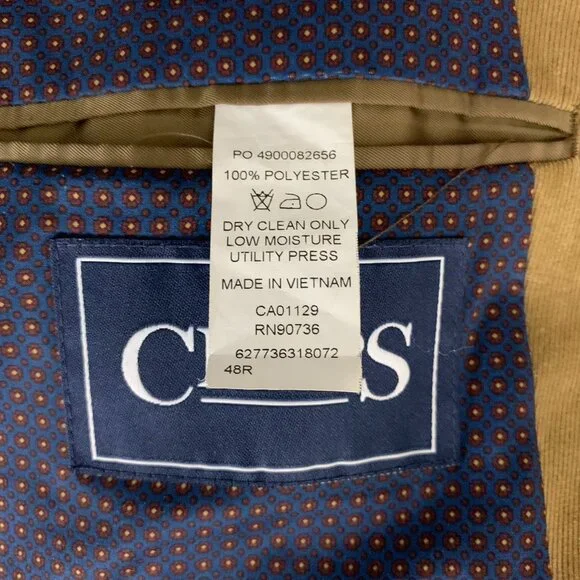 PO 4900082656
100% POLYESTER
DRY CLEAN ONLY
LOW MOISTURE
UTILITY PRESS
MADE IN VIETNAM
CA01129
RN90736
627736318072
48R